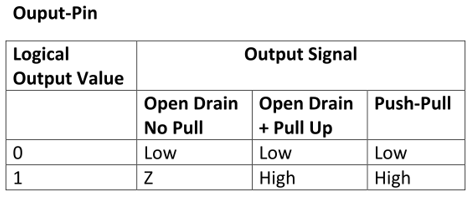 Ouput-Pin
Logical Output Signal
Output Value
Open Drain Open Drain Push-Pull
No Pull + Pull Up
0 Low Low Low
1 Z High High